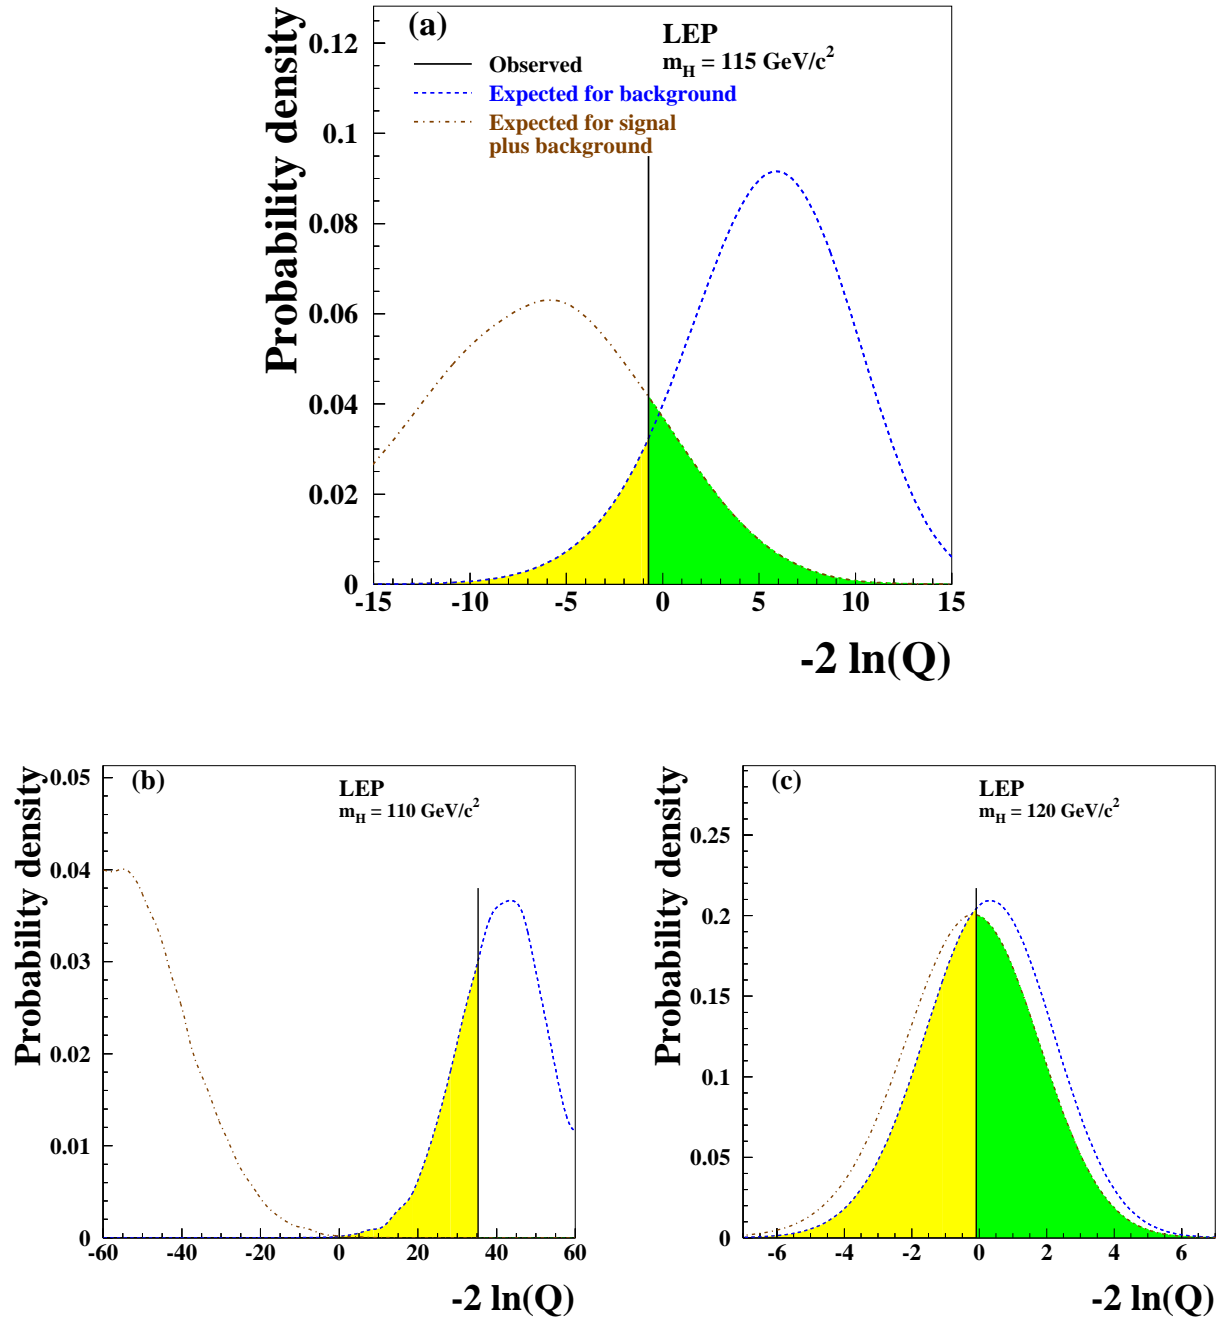 (a)
LEP
m_H = 115 GeV/c²
Observed
Expected for background
Expected for signal
plus background
Probability density
0.12
0.1
0.08
0.06
0.04
0.02
0
-15 -10 -5 0 5 10 15
-2 ln(Q)
(b)
LEP
m_H = 110 GeV/c²
Probability density
0.05
0.04
0.03
0.02
0.01
0
-60 -40 -20 0 20 40 60
-2 ln(Q)
(c)
LEP
m_H = 120 GeV/c²
Probability density
0.25
0.2
0.15
0.1
0.05
0
-6 -4 -2 0 2 4 6
-2 ln(Q)